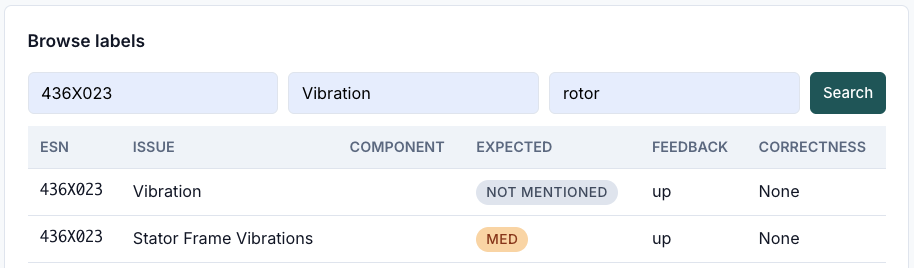 Browse labels
436X023 Vibration rotor Search
ESN ISSUE COMPONENT EXPECTED FEEDBACK CORRECTNESS
436X023 Vibration NOT MENTIONED up None
436X023 Stator Frame Vibrations MED up None